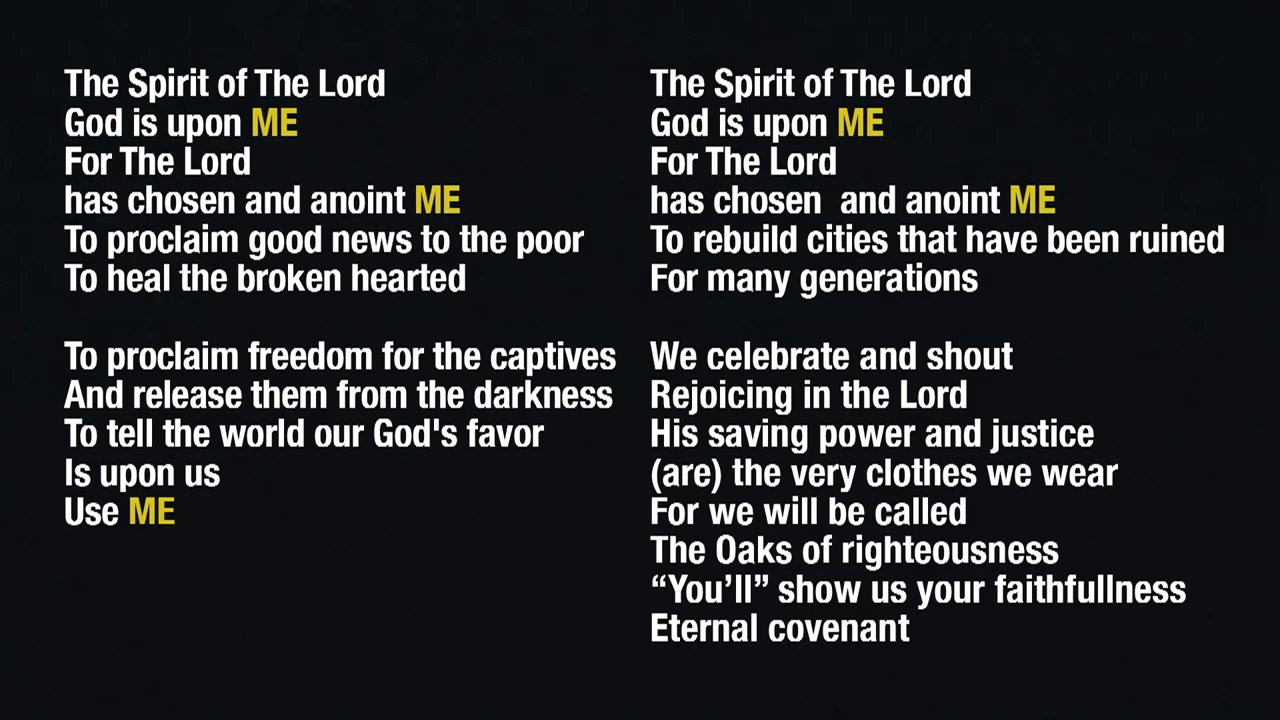 The Spirit of The Lord
God is upon ME
For The Lord
has chosen and anoint ME
To proclaim good news to the poor
To heal the broken hearted
To proclaim freedom for the captives
And release them from the darkness
To tell the world our God's favor
Is upon us
Use ME
The Spirit of The Lord
God is upon ME
For The Lord
has chosen  and anoint ME
To rebuild cities that have been ruined
For many generations
We celebrate and shout
Rejoicing in the Lord
His saving power and justice
(are) the very clothes we wear
For we will be called
The Oaks of righteousness
“You’ll” show us your faithfullness
Eternal covenant